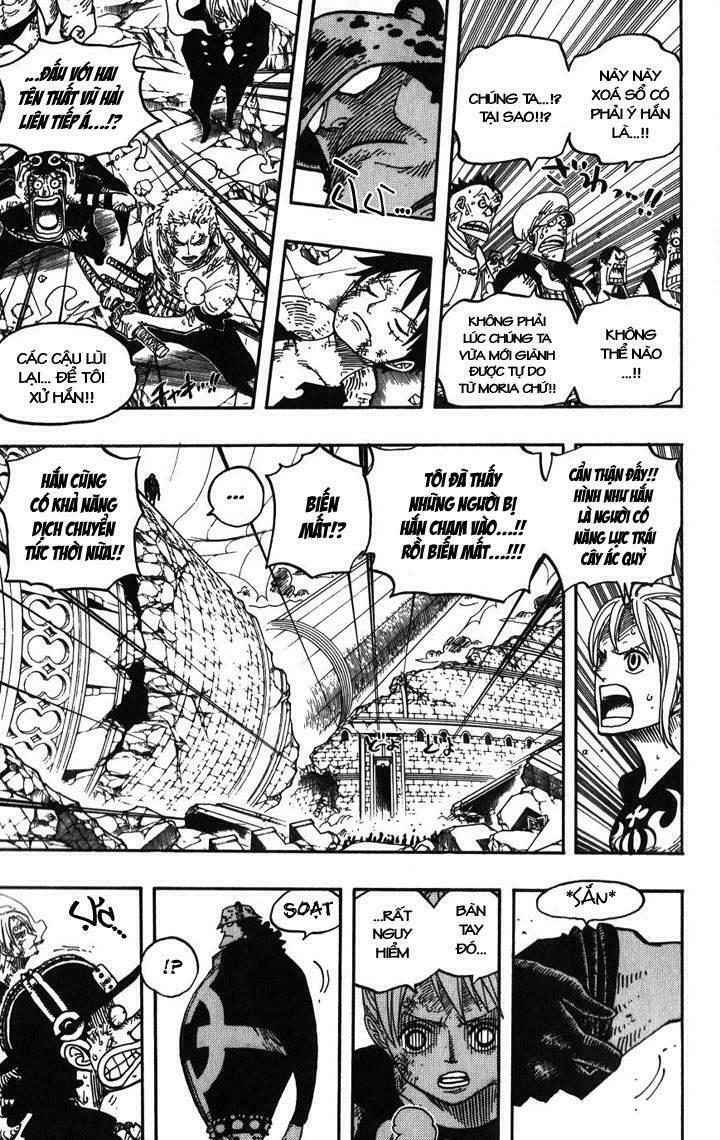 NÀY NÀY
XOÁ SỔ CÓ
PHẢI Ý HẮN
LÀ...!!
CHÚNG TA...!?
TẠI SAO!!?
KHÔNG
THỂ NÀO
...!!
KHÔNG PHẢI
LÚC CHÚNG TA
VỪA MỚI GIÀNH
ĐƯỢC TỰ DO
TỪ MORIA CHỨ!!
...ĐẤU VỚI HAI
TÊN THẤT VŨ HẢI
LIÊN TIẾP Á....!?
CÁC CẬU LŨI
LẠI... ĐỂ TÔI
XỬ HẮN!!
CẨN THẬN ĐẤY!!
HÌNH NHƯ HẮN
LÀ NGƯỜI CÓ
NĂNG LỰC TRÁI
CÂY ÁC QUỶ
TÔI ĐÃ THẤY
NHỮNG NGƯỜI BỊ
HẮN CHẠM VÀO....!!
RỒI BIẾN MẤT....!!!
BIẾN
MẤT!?
...
HẮN CŨNG
CÓ KHẢ NĂNG
DỊCH CHUYỂN
TỨC THỜI NỮA!!
*SẮN*
BÀN
TAY
ĐÓ...
...RẤT
NGUY
HIỂM
SOẠT
!?
ỰC...